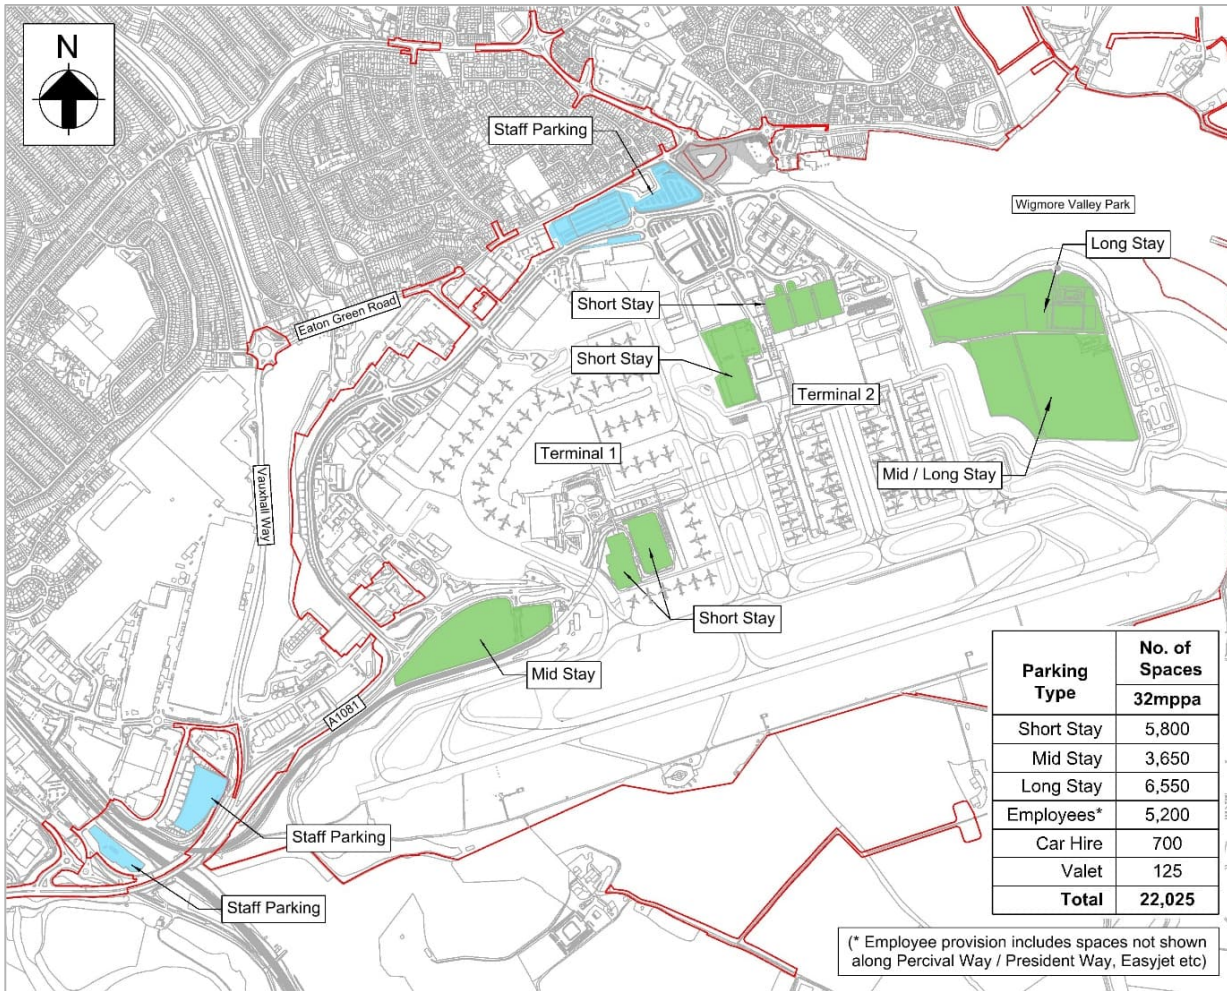 N
Staff Parking
Wigmore Valley Park
Long Stay
Short Stay
Eaton Green Road
Short Stay
Terminal 2
Terminal 1
Mid / Long Stay
Vauxhall Way
Short Stay
Mid Stay
A1081
Staff Parking
Staff Parking
Parking Type No. of Spaces
32mppa
Short Stay 5,800
Mid Stay 3,650
Long Stay 6,550
Employees* 5,200
Car Hire 700
Valet 125
Total 22,025
(* Employee provision includes spaces not shown
along Percival Way / President Way, Easyjet etc)